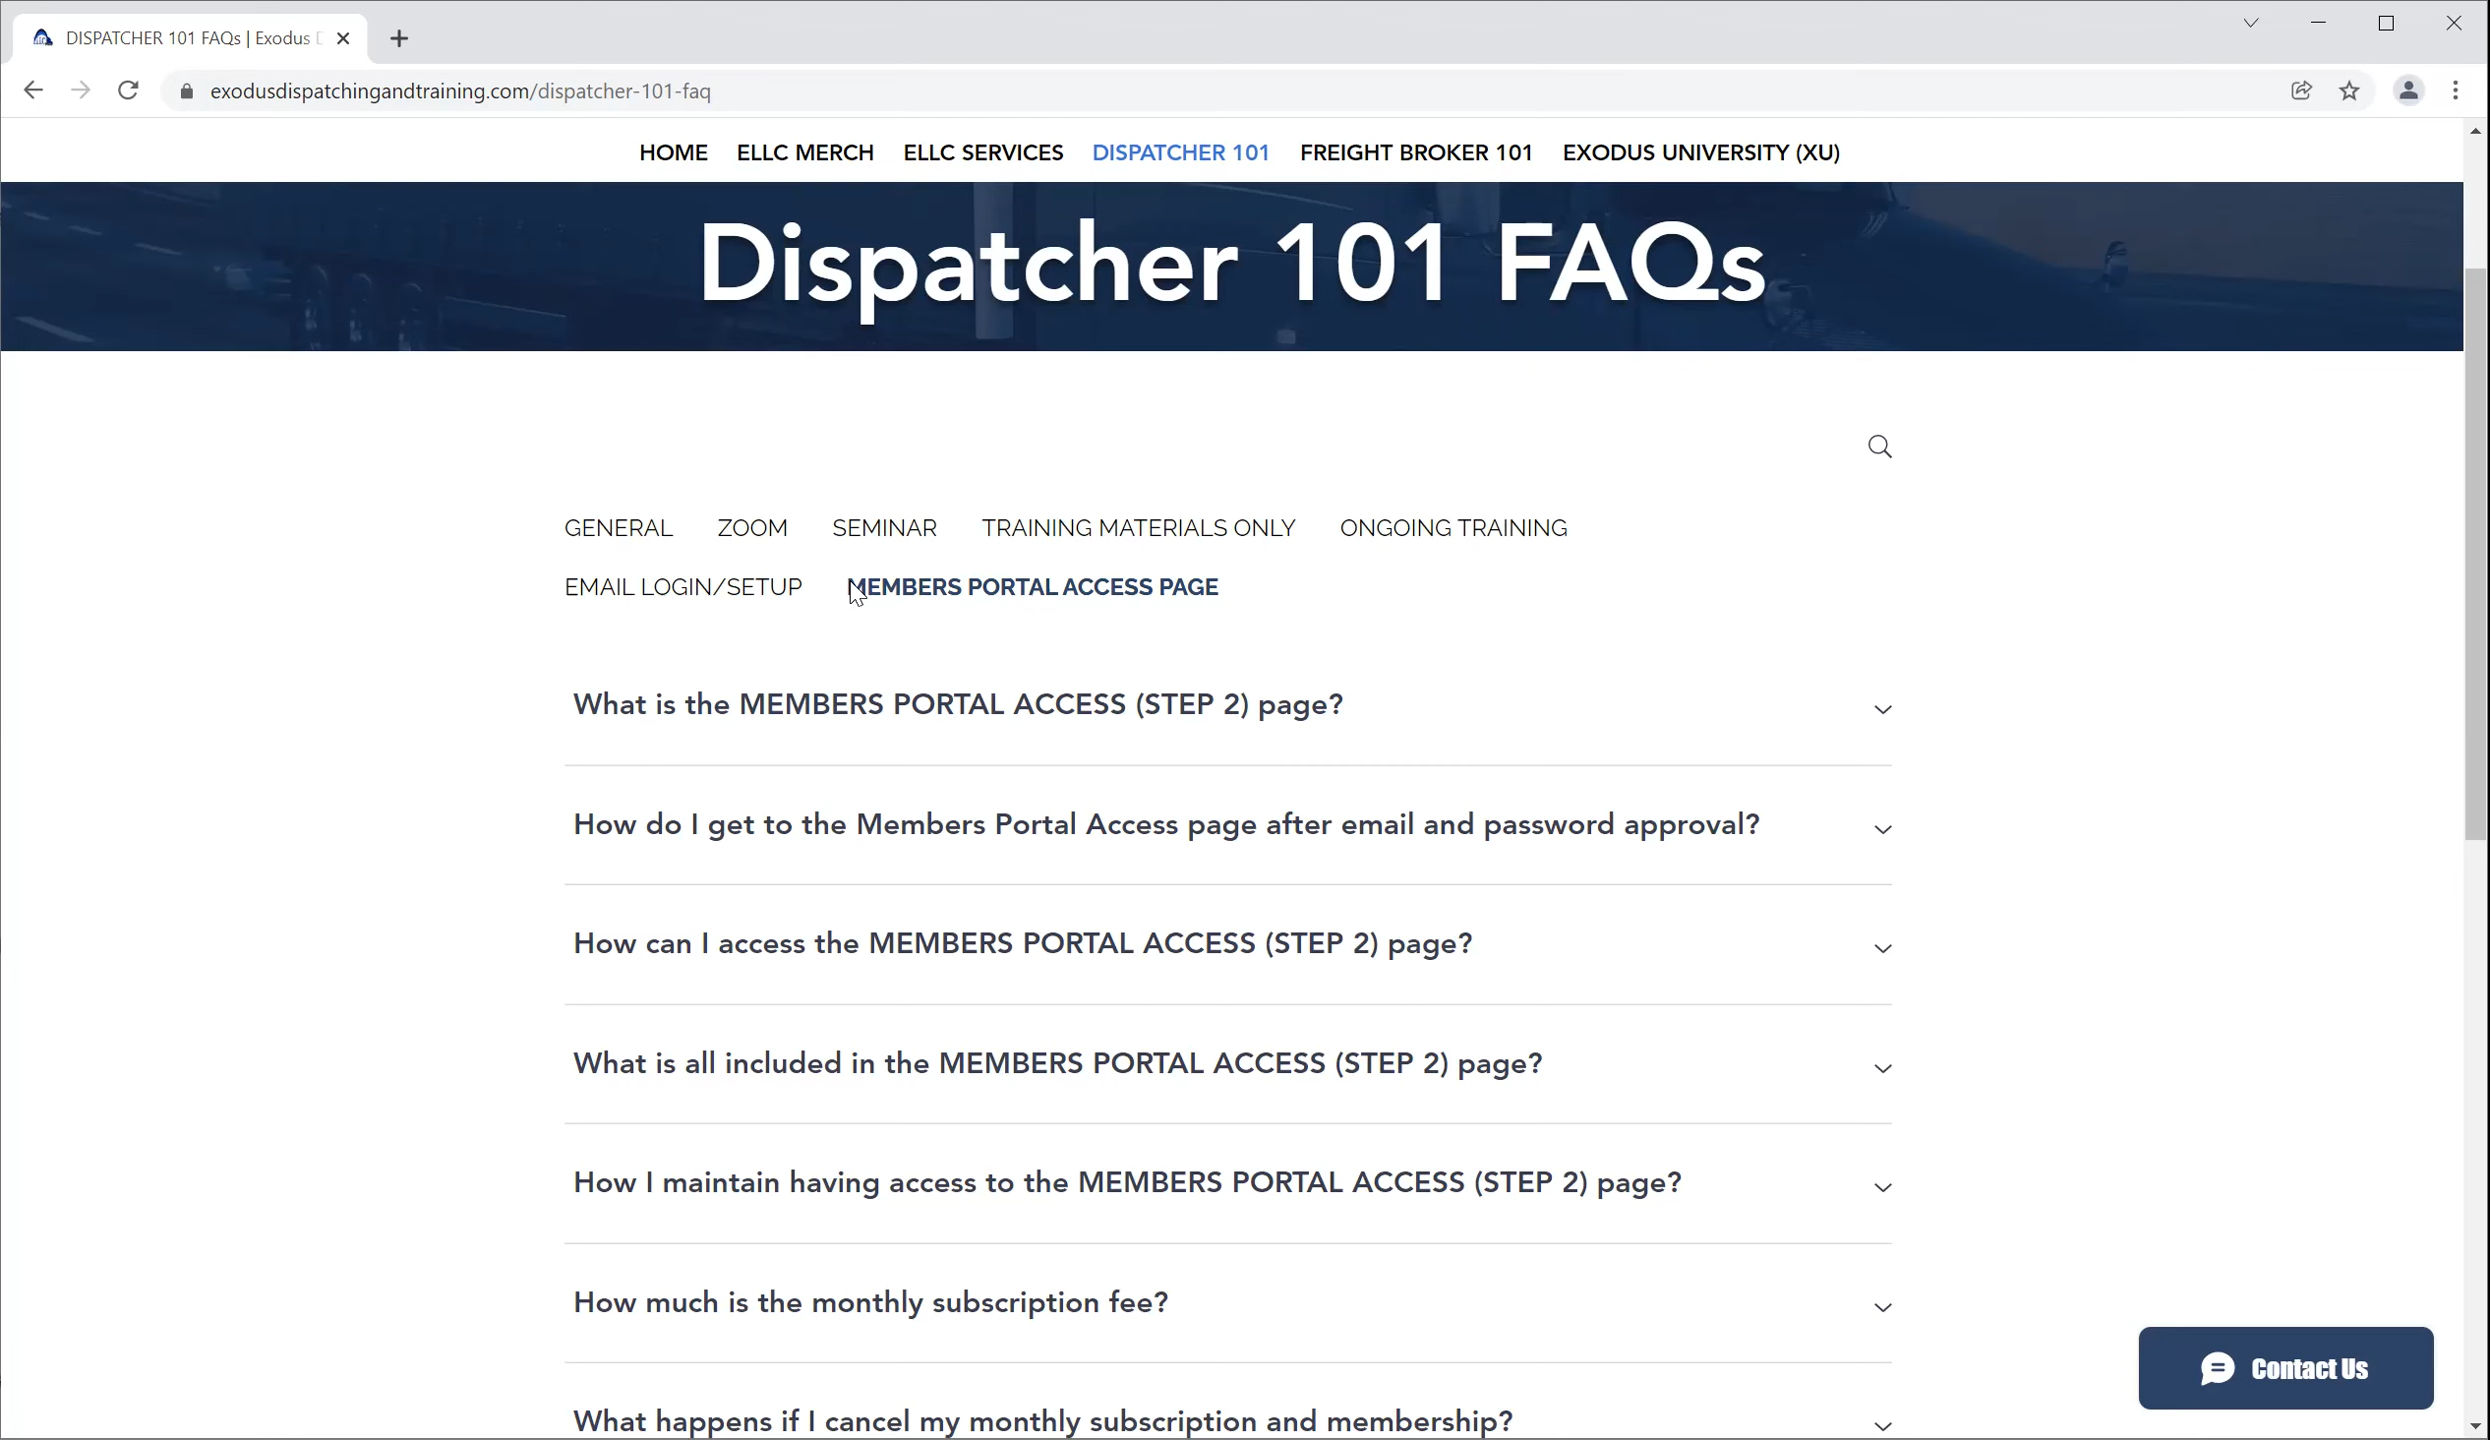 DISPATCHER 101 FAQs | Exodus D
exodusdispatchingandtraining.com/dispatcher-101-faq
HOME ELLC MERCH ELLC SERVICES DISPATCHER 101 FREIGHT BROKER 101 EXODUS UNIVERSITY (XU)
Dispatcher 101 FAQs
GENERAL ZOOM SEMINAR TRAINING MATERIALS ONLY ONGOING TRAINING
EMAIL LOGIN/SETUP MEMBERS PORTAL ACCESS PAGE
What is the MEMBERS PORTAL ACCESS (STEP 2) page?
How do I get to the Members Portal Access page after email and password approval?
How can I access the MEMBERS PORTAL ACCESS (STEP 2) page?
What is all included in the MEMBERS PORTAL ACCESS (STEP 2) page?
How I maintain having access to the MEMBERS PORTAL ACCESS (STEP 2) page?
How much is the monthly subscription fee?
What happens if I cancel my monthly subscription and membership?
Contact Us